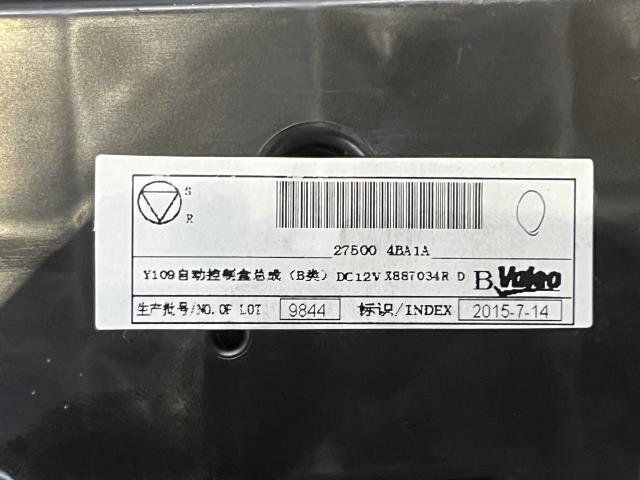 S
R
27500 4BA1A
Y109自动控制盒总成（B类）DC12V X887034R D B Valeo
生产批号/NO.OF LOT 9844 标识/INDEX 2015-7-14